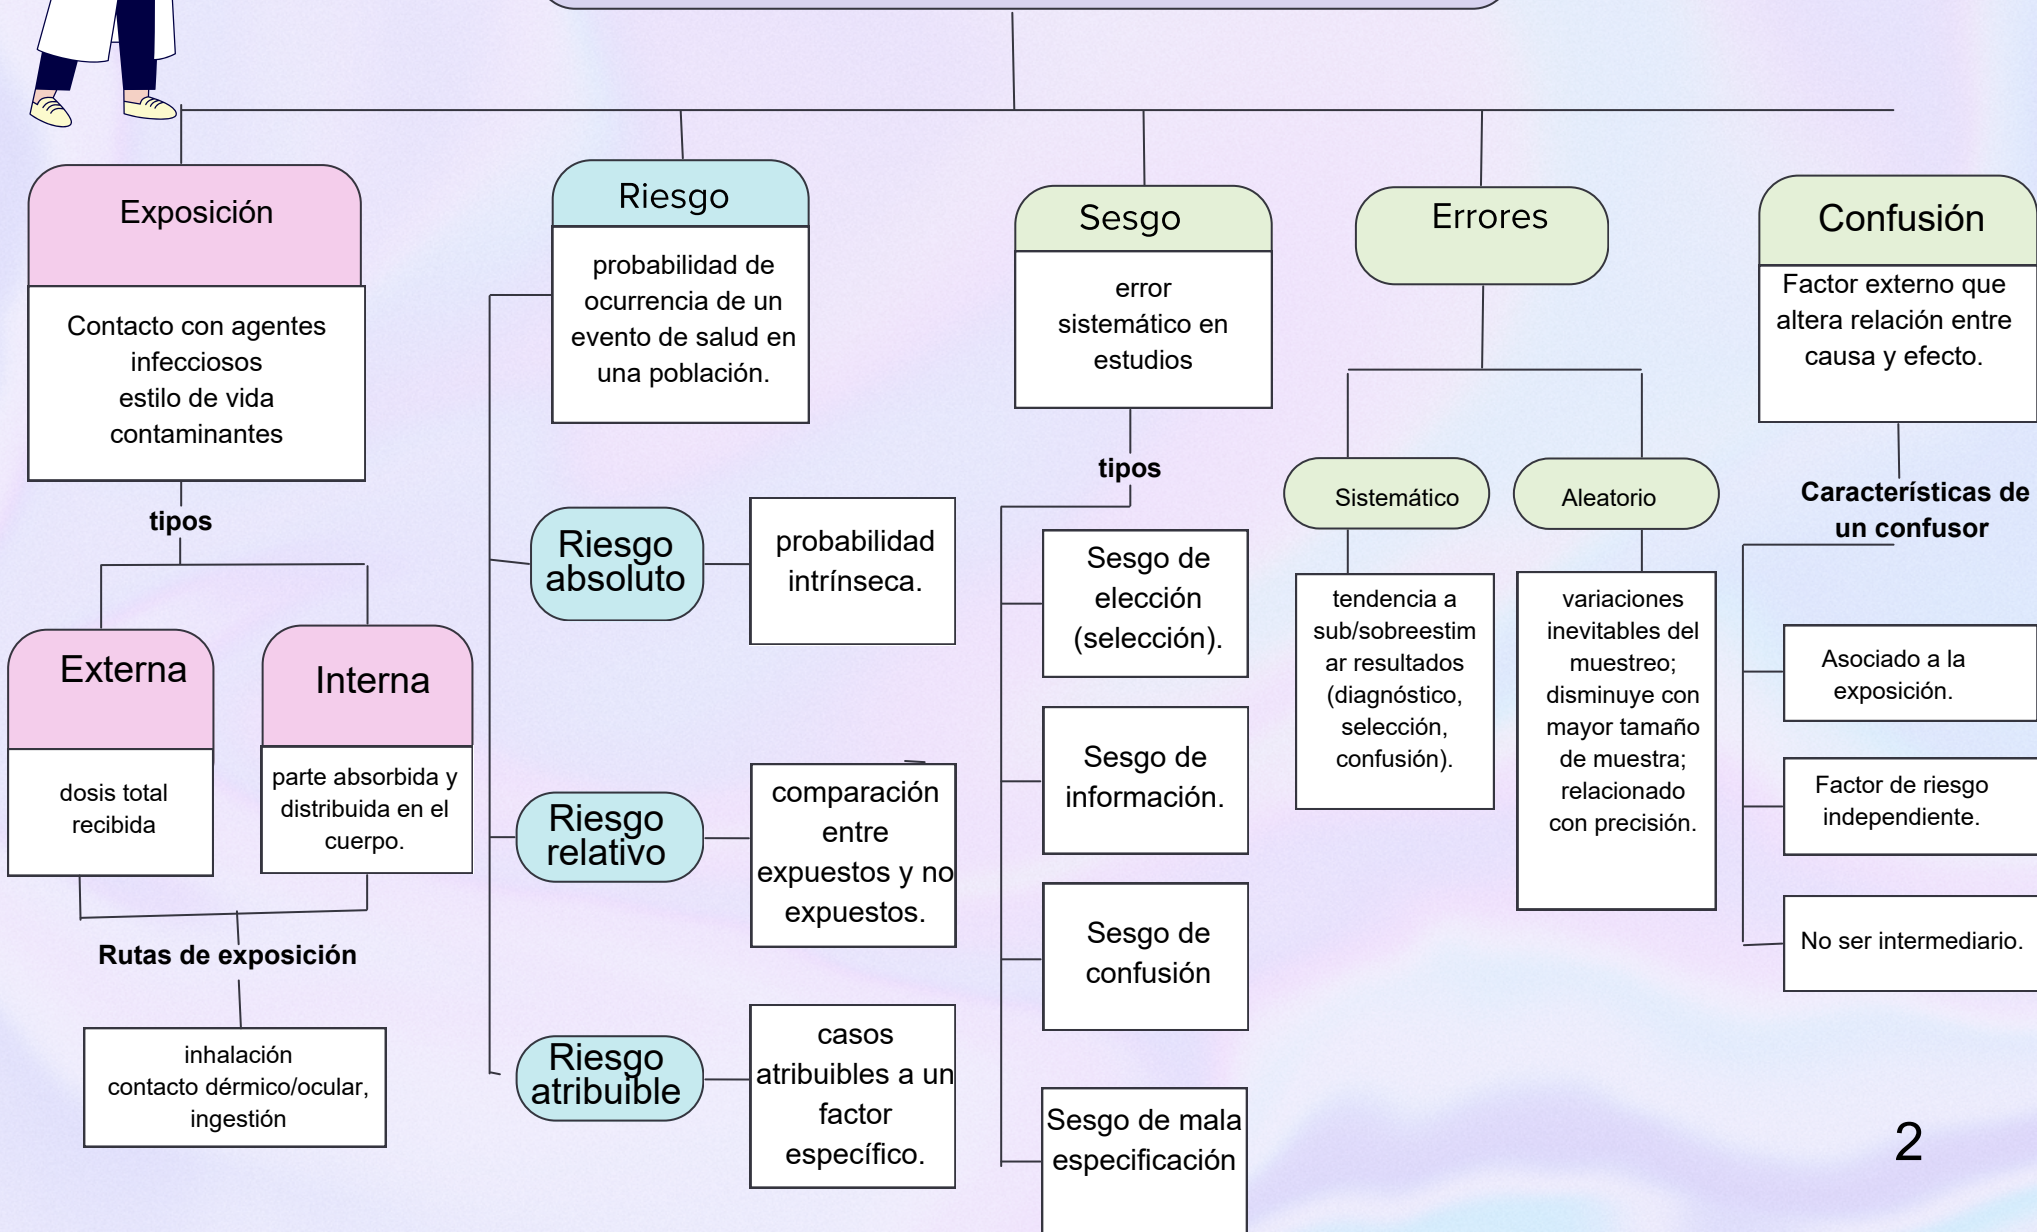 Exposición
Contacto con agentes
infecciosos
estilo de vida
contaminantes
tipos
Externa
dosis total
recibida
Interna
parte absorbida y
distribuida en el
cuerpo.
Rutas de exposición
inhalación
contacto dérmico/ocular,
ingestión
Riesgo
probabilidad de
ocurrencia de un
evento de salud en
una población.
Riesgo
absoluto
probabilidad
intrínseca.
Riesgo
relativo
comparación
entre
expuestos y no
expuestos.
Riesgo
atribuible
casos
atribuibles a un
factor
específico.
Sesgo
error
sistemático en
estudios
tipos
Sesgo de
elección
(selección).
Sesgo de
información.
Sesgo de
confusión
Sesgo de mala
especificación
Errores
Sistemático
tendencia a
sub/sobreestim
ar resultados
(diagnóstico,
selección,
confusión).
Aleatorio
variaciones
inevitables del
muestreo;
disminuye con
mayor tamaño
de muestra;
relacionado
con precisión.
Confusión
Factor externo que
altera relación entre
causa y efecto.
Características de
un confusor
Asociado a la
exposición.
Factor de riesgo
independiente.
No ser intermediario.
2